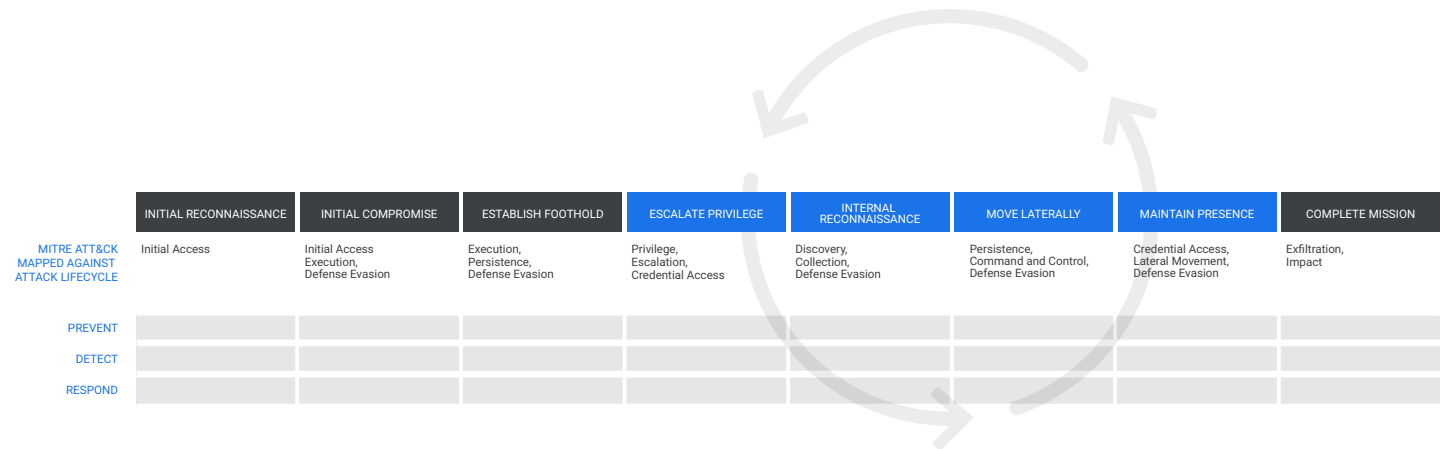 INITIAL RECONNAISSANCE
INITIAL COMPROMISE
ESTABLISH FOOTHOLD
ESCALATE PRIVILEGE
INTERNAL
RECONNAISSANCE
MOVE LATERALLY
MAINTAIN PRESENCE
COMPLETE MISSION
MITRE ATT&CK
MAPPED AGAINST
ATTACK LIFECYCLE
Initial Access
Initial Access
Execution,
Defense Evasion
Execution,
Persistence,
Defense Evasion
Privilege,
Escalation,
Credential Access
Discovery,
Collection,
Defense Evasion
Persistence,
Command and Control,
Defense Evasion
Credential Access,
Lateral Movement,
Defense Evasion
Exfiltration,
Impact
PREVENT
DETECT
RESPOND